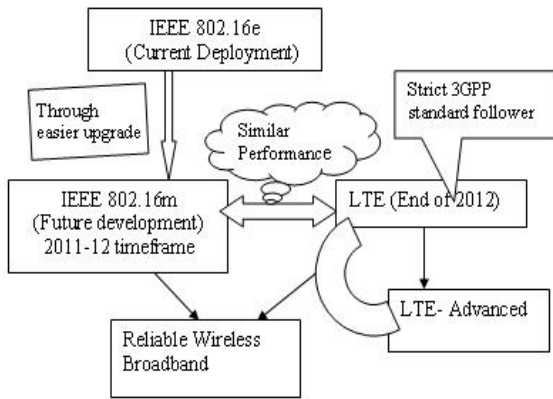 IEEE 802.16e
(Current Deployment)
Through
easier upgrade
Similar
Performance
Strict 3GPP
standard follower
IEEE 802.16m
(Future development)
2011-12 timeframe
LTE (End of 2012)
Reliable Wireless
Broadband
LTE- Advanced